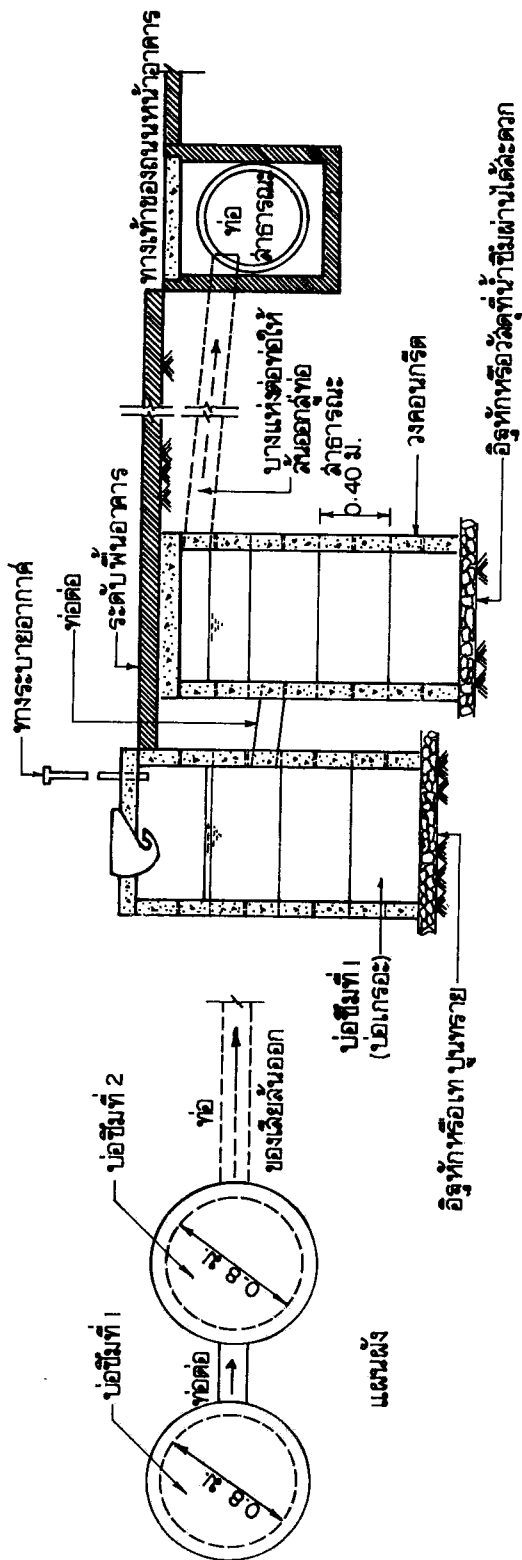 บ่อซึมที่ 1
บ่อซึมที่ 2
ท่อต่อ
ท่อ
ของเสียล้นออก
0.8 ม.
0.8 ม.
แผนผัง
ทางระบายอากาศ
ท่อต่อ
ระดับพื้นอาคาร
ทางเท้าของถนนหน้าอาคาร
ท่อ
สาธารณะ
บางแห่งต่อท่อให้
ล้นออกสู่ท่อ
สาธารณะ
0.40 ม.
วงคอนกรีต
บ่อซึมที่ 1
(บ่อเกรอะ)
อิฐหักหรือเทปูนทราย
อิฐหักหรือวัสดุที่น้ำซึมผ่านได้สะดวก